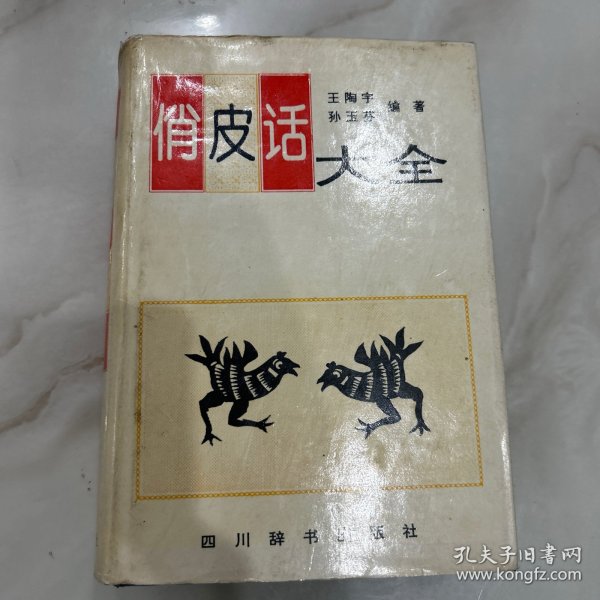 俏皮话
大全
王陶宇
孙玉芬
编著
四川辞书出版社
孔夫子旧书网
www.kongfz.com